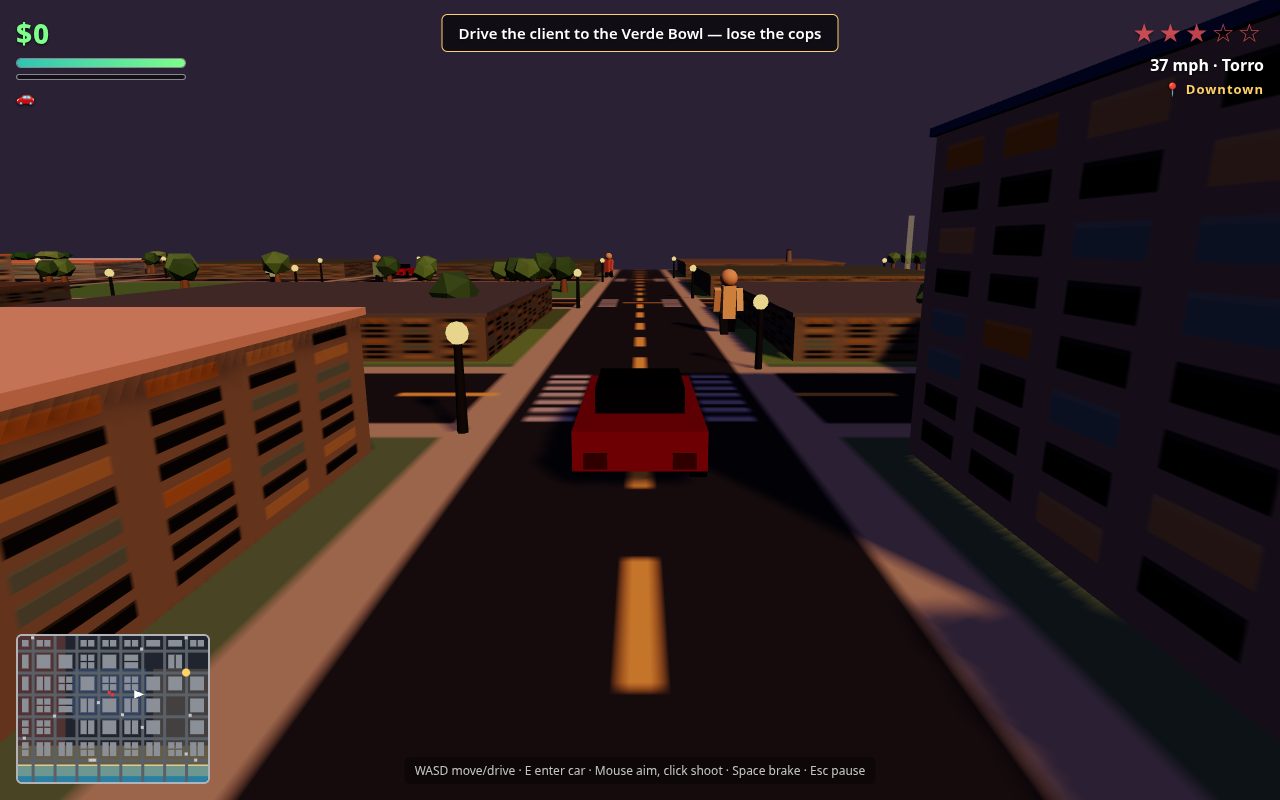 $0
Drive the client to the Verde Bowl — lose the cops
37 mph · Torro
Downtown
WASD move/drive · E enter car · Mouse aim, click shoot · Space brake · Esc pause